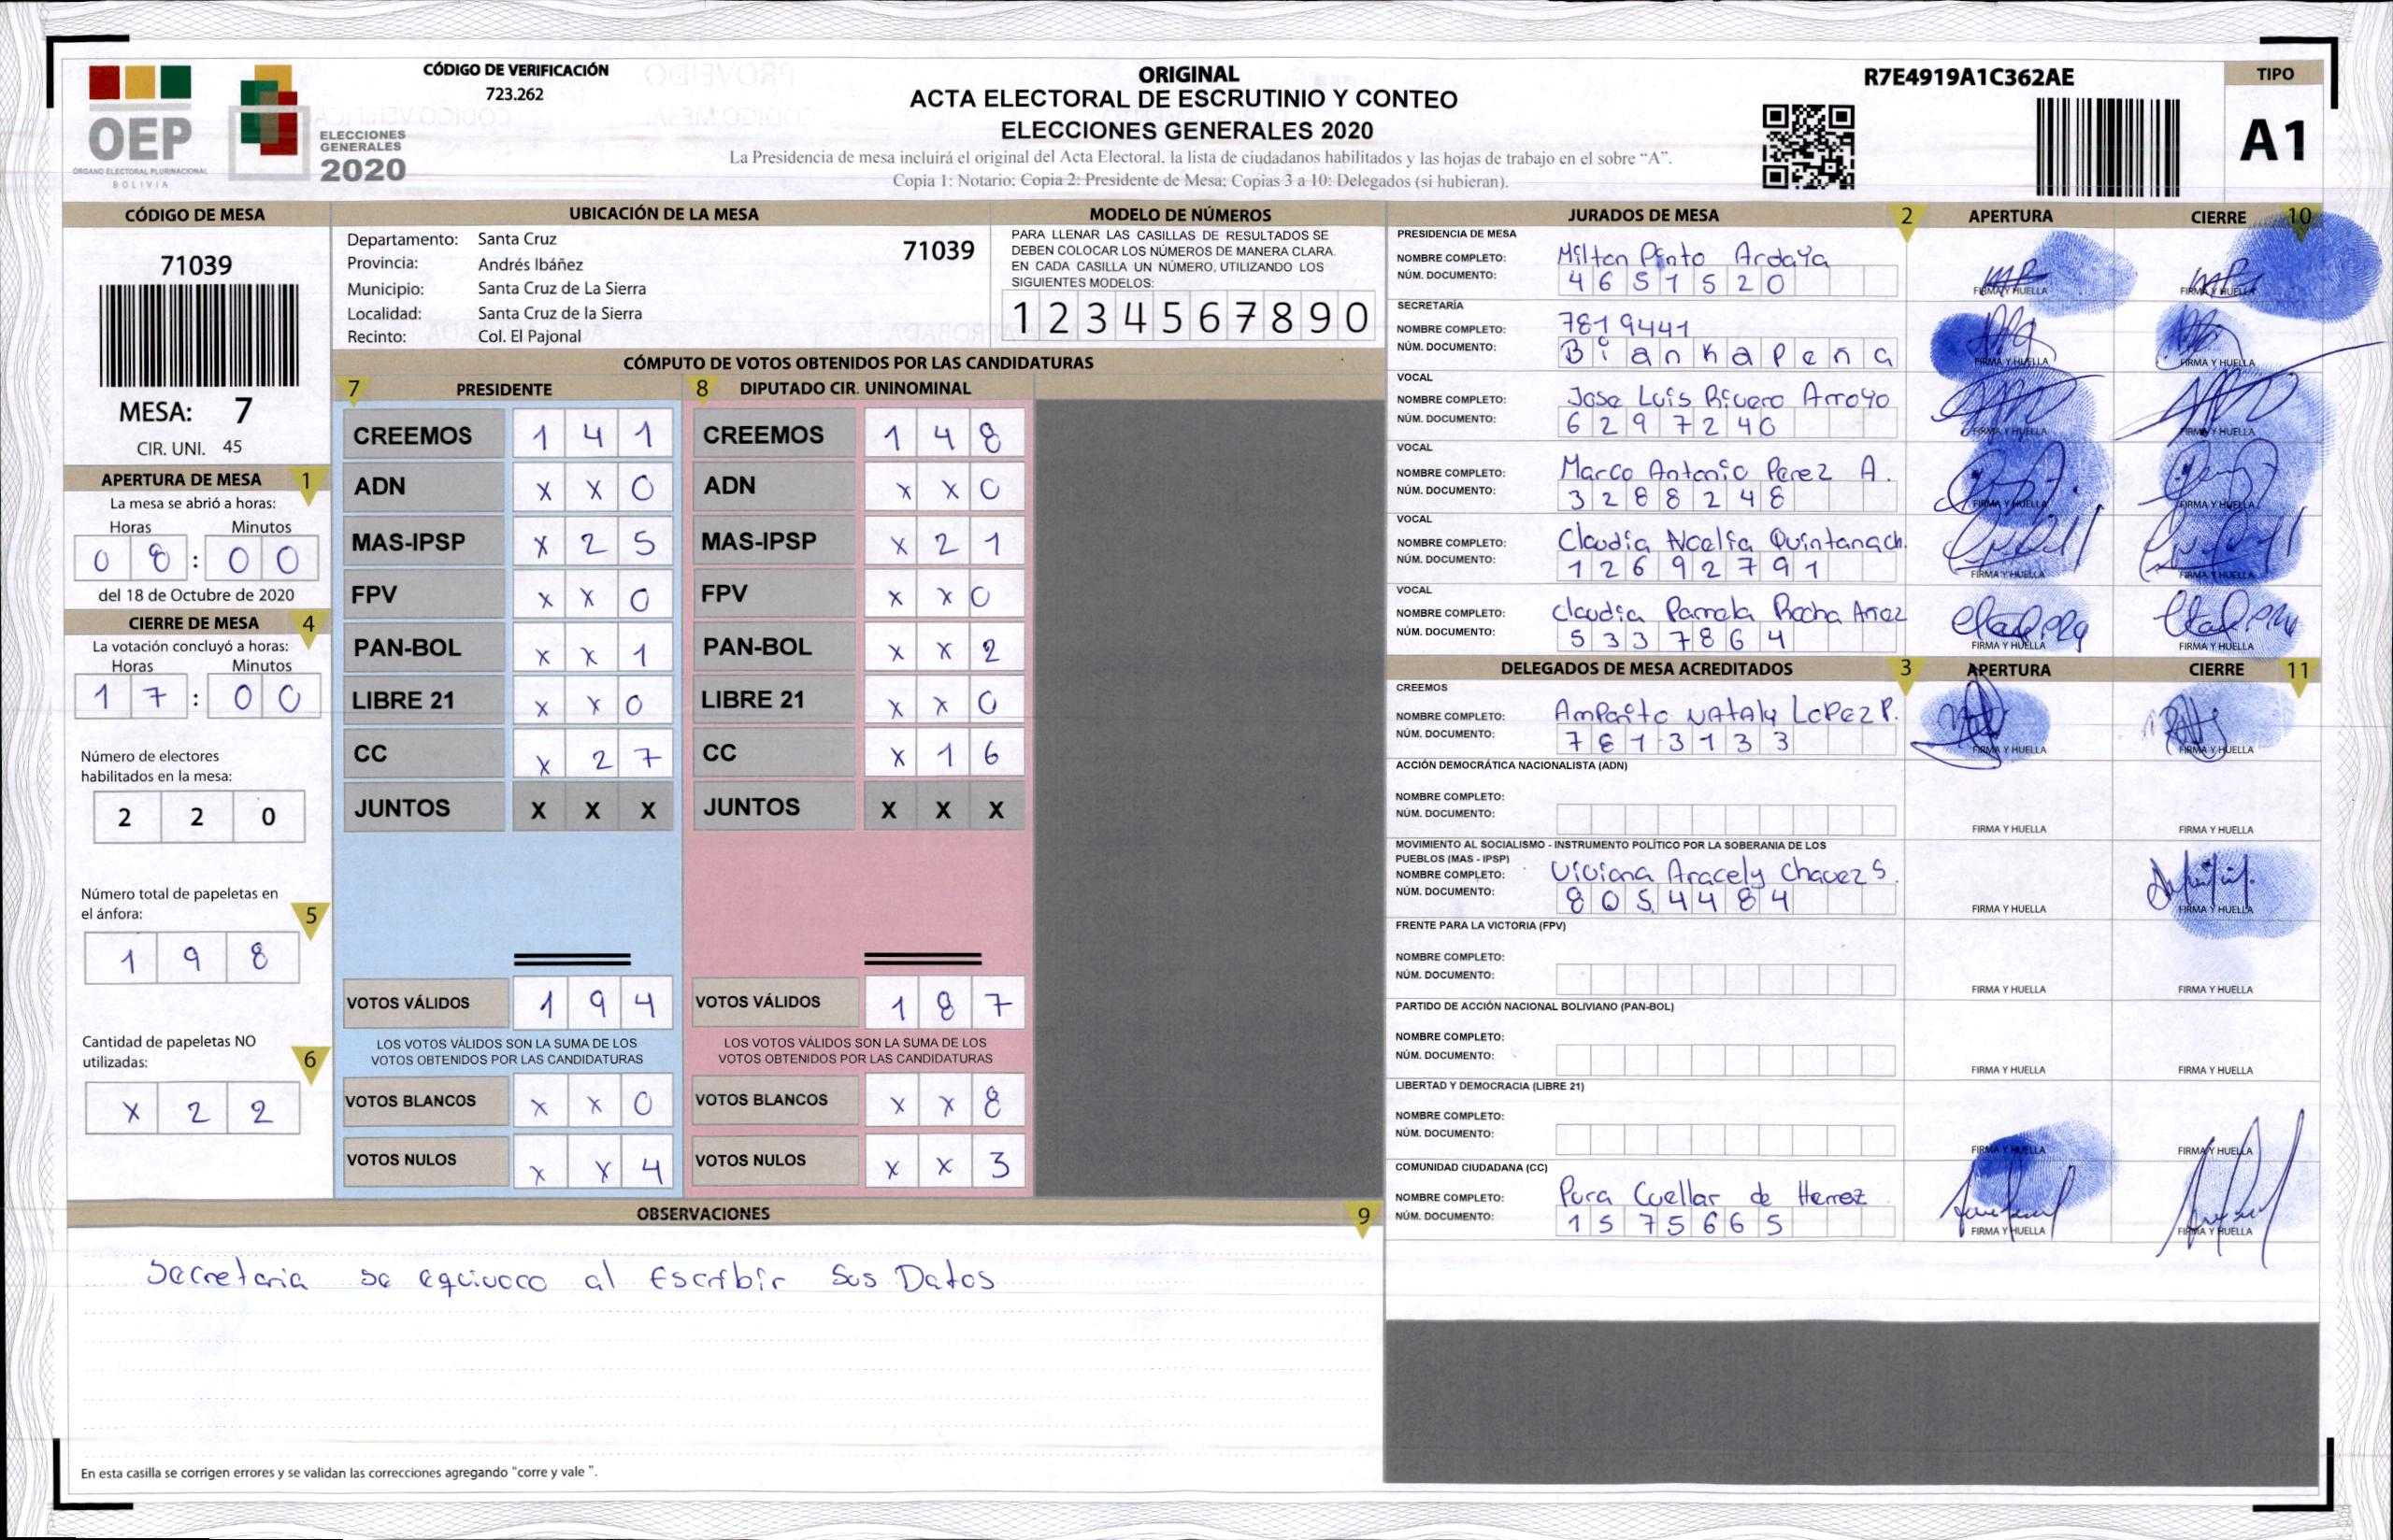 CÓDIGO DE VERIFICACIÓN
723.262
OEP
ÓRGANO ELECTORAL PLURINACIONAL
BOLIVIA
ELECCIONES
GENERALES
2020
ORIGINAL
ACTA ELECTORAL DE ESCRUTINIO Y CONTEO
ELECCIONES GENERALES 2020
La Presidencia de mesa incluirá el original del Acta Electoral, la lista de ciudadanos habilitados y las hojas de trabajo en el sobre "A".
Copia 1: Notario; Copia 2: Presidente de Mesa; Copias 3 a 10: Delegados (si hubieran).
R7E4919A1C362AE
TIPO
A1
CÓDIGO DE MESA
71039
MESA: 7
CIR. UNI. 45
APERTURA DE MESA 1
La mesa se abrió a horas:
Horas Minutos
0 8 : 0 0
del 18 de Octubre de 2020
CIERRE DE MESA 4
La votación concluyó a horas:
Horas Minutos
1 7 : 0 0
Número de electores
habilitados en la mesa:
2 2 0
Número total de papeletas en
el ánfora: 5
1 9 8
Cantidad de papeletas NO
utilizadas: 6
X 2 2
UBICACIÓN DE LA MESA
Departamento: Santa Cruz 71039
Provincia: Andrés Ibáñez
Municipio: Santa Cruz de La Sierra
Localidad: Santa Cruz de la Sierra
Recinto: Col. El Pajonal
MODELO DE NÚMEROS
PARA LLENAR LAS CASILLAS DE RESULTADOS SE
DEBEN COLOCAR LOS NÚMEROS DE MANERA CLARA.
EN CADA CASILLA UN NÚMERO, UTILIZANDO LOS
SIGUIENTES MODELOS:
1 2 3 4 5 6 7 8 9 0
CÓMPUTO DE VOTOS OBTENIDOS POR LAS CANDIDATURAS
7 PRESIDENTE
CREEMOS 1 4 1
ADN X X 0
MAS-IPSP X 2 5
FPV X X 0
PAN-BOL X X 1
LIBRE 21 X X 0
CC X 2 7
JUNTOS X X X
VOTOS VÁLIDOS 1 9 4
LOS VOTOS VÁLIDOS SON LA SUMA DE LOS
VOTOS OBTENIDOS POR LAS CANDIDATURAS
VOTOS BLANCOS X X 0
VOTOS NULOS X X 4
8 DIPUTADO CIR. UNINOMINAL
CREEMOS 1 4 8
ADN X X 0
MAS-IPSP X 2 1
FPV X X 0
PAN-BOL X X 2
LIBRE 21 X X 0
CC X 1 6
JUNTOS X X X
VOTOS VÁLIDOS 1 8 7
LOS VOTOS VÁLIDOS SON LA SUMA DE LOS
VOTOS OBTENIDOS POR LAS CANDIDATURAS
VOTOS BLANCOS X X 8
VOTOS NULOS X X 3
OBSERVACIONES 9
Secretaria se equivoco al Escribir Sus Datos
En esta casilla se corrigen errores y se validan las correcciones agregando "corre y vale ".
JURADOS DE MESA 2 APERTURA CIERRE 10
PRESIDENCIA DE MESA
NOMBRE COMPLETO: Milton Pinto Ardaya
NÚM. DOCUMENTO: 4 6 5 1 5 2 0 FIRMA Y HUELLA FIRMA Y HUELLA
SECRETARÍA
NOMBRE COMPLETO: 7819441
NÚM. DOCUMENTO: B i a n k a P e ñ a FIRMA Y HUELLA FIRMA Y HUELLA
VOCAL
NOMBRE COMPLETO: Jose Luis Rivero Arroyo
NÚM. DOCUMENTO: 6 2 9 7 2 4 0 FIRMA Y HUELLA FIRMA Y HUELLA
VOCAL
NOMBRE COMPLETO: Marco Antonio Perez A.
NÚM. DOCUMENTO: 3 2 8 8 2 4 8 FIRMA Y HUELLA FIRMA Y HUELLA
VOCAL
NOMBRE COMPLETO: Claudia Noelia Quintanach.
NÚM. DOCUMENTO: 1 2 6 9 2 7 9 1 FIRMA Y HUELLA FIRMA Y HUELLA
VOCAL
NOMBRE COMPLETO: Claudia Pamela Rocha Añez
NÚM. DOCUMENTO: 5 3 3 7 8 6 4 FIRMA Y HUELLA FIRMA Y HUELLA
DELEGADOS DE MESA ACREDITADOS 3 APERTURA CIERRE 11
CREEMOS
NOMBRE COMPLETO: Amparito Nataly Lopez P.
NÚM. DOCUMENTO: 7 8 1 3 1 3 3 FIRMA Y HUELLA FIRMA Y HUELLA
ACCIÓN DEMOCRÁTICA NACIONALISTA (ADN)
NOMBRE COMPLETO:
NÚM. DOCUMENTO: FIRMA Y HUELLA FIRMA Y HUELLA
MOVIMIENTO AL SOCIALISMO - INSTRUMENTO POLÍTICO POR LA SOBERANIA DE LOS
PUEBLOS (MAS - IPSP)
NOMBRE COMPLETO: Viviana Aracely Chavez S.
NÚM. DOCUMENTO: 8 0 5 4 4 8 4 FIRMA Y HUELLA FIRMA Y HUELLA
FRENTE PARA LA VICTORIA (FPV)
NOMBRE COMPLETO:
NÚM. DOCUMENTO: FIRMA Y HUELLA FIRMA Y HUELLA
PARTIDO DE ACCIÓN NACIONAL BOLIVIANO (PAN-BOL)
NOMBRE COMPLETO:
NÚM. DOCUMENTO: FIRMA Y HUELLA FIRMA Y HUELLA
LIBERTAD Y DEMOCRACIA (LIBRE 21)
NOMBRE COMPLETO:
NÚM. DOCUMENTO: FIRMA Y HUELLA FIRMA Y HUELLA
COMUNIDAD CIUDADANA (CC)
NOMBRE COMPLETO: Pura Cuellar de Herrez
NÚM. DOCUMENTO: 1 5 7 5 6 6 5 FIRMA Y HUELLA FIRMA Y HUELLA